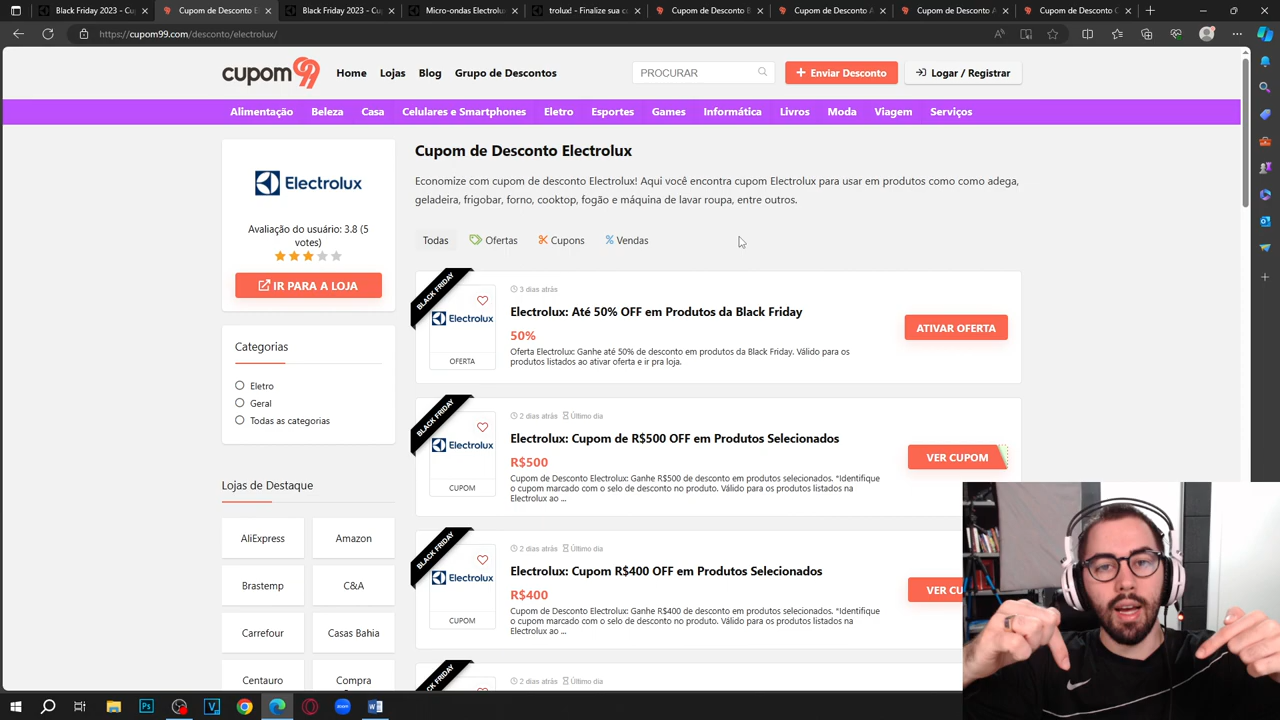 Black Friday 2023 - Cu
Cupom de Desconto El
Black Friday 2023 - Cu
Micro-ondas Electrolu
trolux! - Finalize sua c
Cupom de Desconto B
Cupom de Desconto A
Cupom de Desconto A
Cupom de Desconto C
https://cupom99.com/desconto/electrolux/
cupom99
Home
Lojas
Blog
Grupo de Descontos
PROCURAR
+ Enviar Desconto
Logar / Registrar
Alimentação
Beleza
Casa
Celulares e Smartphones
Eletro
Esportes
Games
Informática
Livros
Moda
Viagem
Serviços
Electrolux
Avaliação do usuário: 3.8 (5
votes)
IR PARA A LOJA
Categorias
Eletro
Geral
Todas as categorias
Lojas de Destaque
AliExpress
Amazon
Brastemp
C&A
Carrefour
Casas Bahia
Centauro
Compra
Cupom de Desconto Electrolux
Economize com cupom de desconto Electrolux! Aqui você encontra cupom Electrolux para usar em produtos como como adega,
geladeira, frigobar, forno, cooktop, fogão e máquina de lavar roupa, entre outros.
Todas
Ofertas
Cupons
% Vendas
BLACK FRIDAY
Electrolux
OFERTA
3 dias atrás
Electrolux: Até 50% OFF em Produtos da Black Friday
50%
Oferta Electrolux: Ganhe até 50% de desconto em produtos da Black Friday. Válido para os
produtos listados ao ativar oferta e ir pra loja.
ATIVAR OFERTA
BLACK FRIDAY
Electrolux
CUPOM
2 dias atrás
Último dia
Electrolux: Cupom de R$500 OFF em Produtos Selecionados
R$500
Cupom de Desconto Electrolux: Ganhe R$500 de desconto em produtos selecionados. *Identifique
o cupom marcado com o selo de desconto no produto. Válido para os produtos listados na
Electrolux ao ...
VER CUPOM
BLACK FRIDAY
Electrolux
CUPOM
2 dias atrás
Último dia
Electrolux: Cupom R$400 OFF em Produtos Selecionados
R$400
Cupom de Desconto Electrolux: Ganhe R$400 de desconto em produtos selecionados. *Identifique
o cupom marcado com o selo de desconto no produto. Válido para os produtos listados na
Electrolux ao ...
VER CU
BLACK FRIDAY
2 dias atrás
Último dia